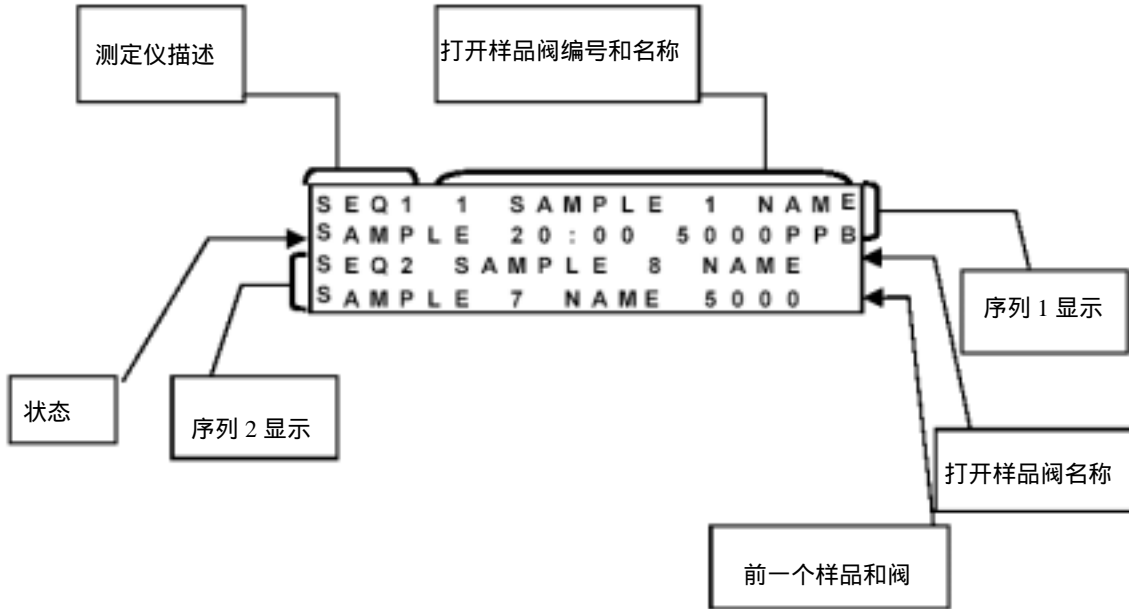 测定仪描述
打开样品阀编号和名称
SEQ1 1 SAMPLE 1 NAME
SAMPLE 20:00 5000PPB
SEQ2 SAMPLE 8 NAME
SAMPLE 7 NAME 5000
序列 1 显示
状态
序列 2 显示
打开样品阀名称
前一个样品和阀